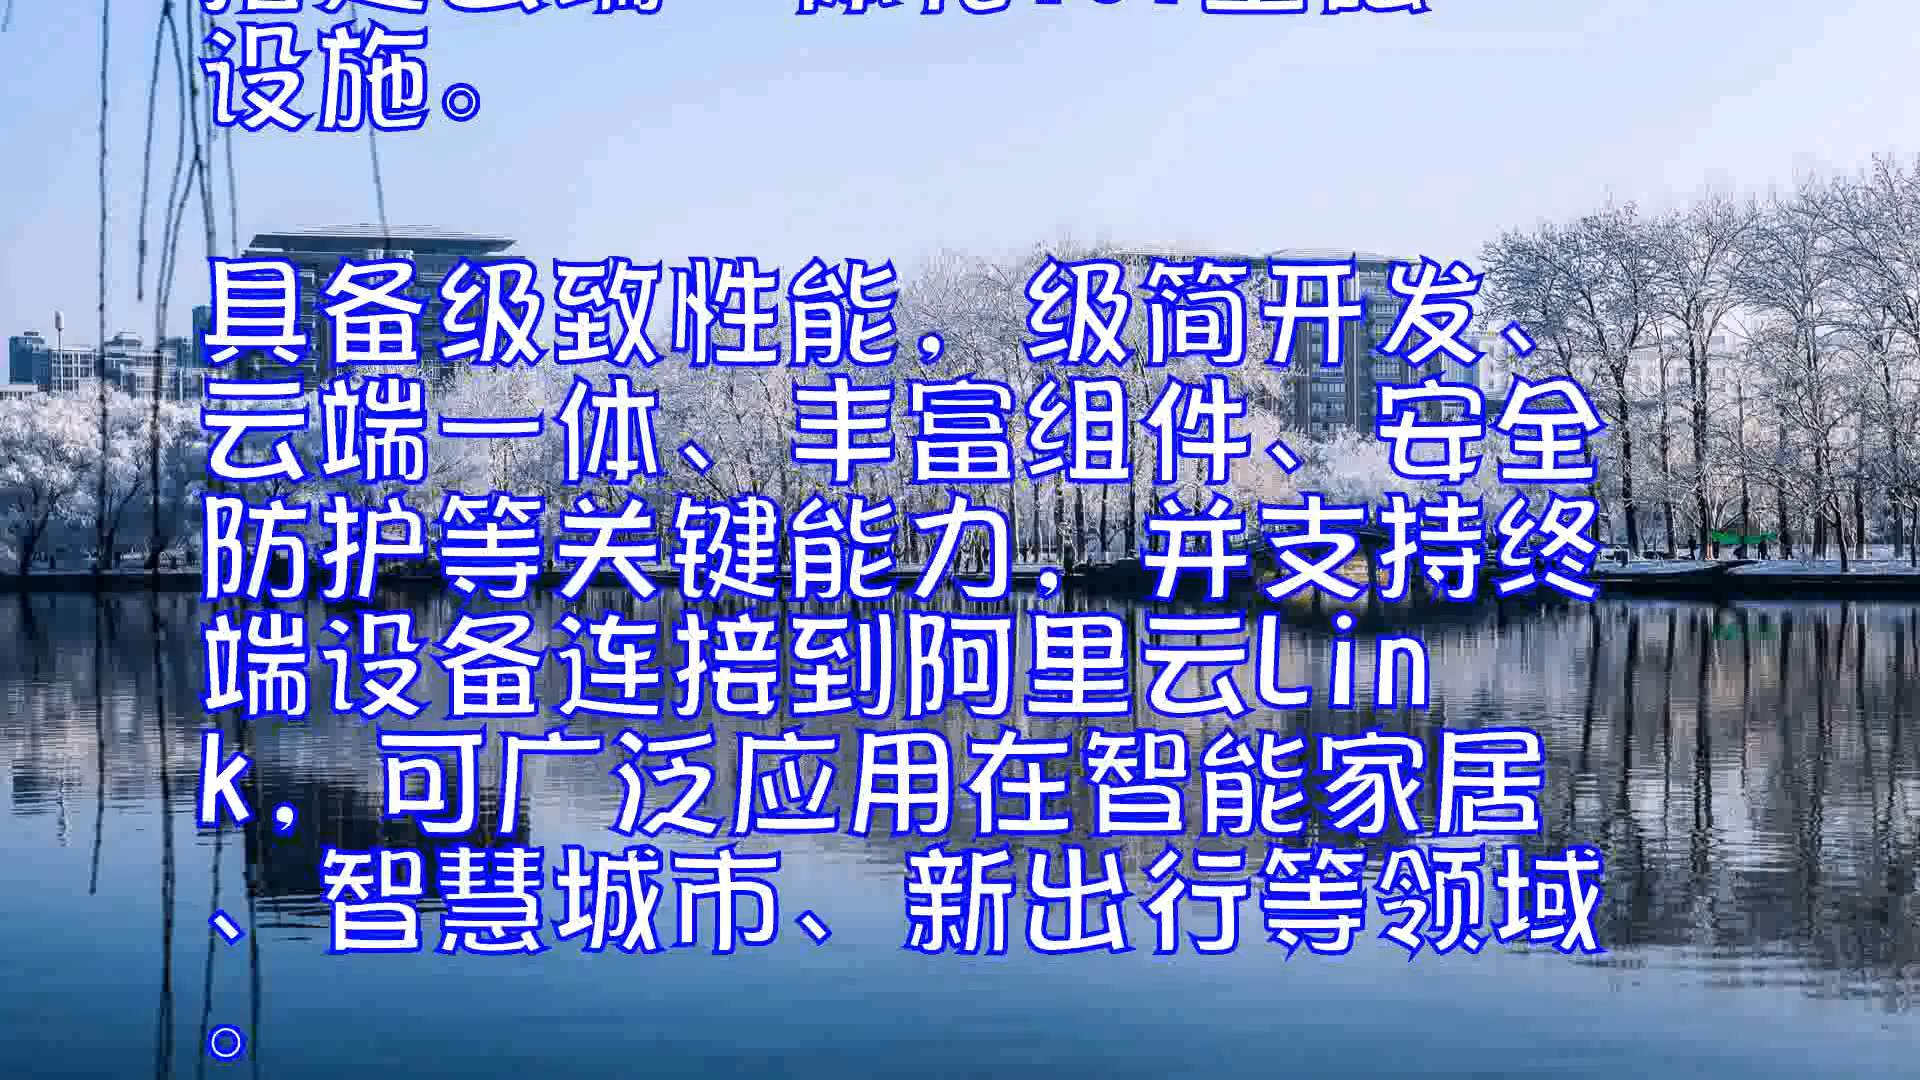 设施。
具备级致性能，级简开发、
云端一体、丰富组件、安全
防护等关键能力，并支持终
端设备连接到阿里云Lin
k，可广泛应用在智能家居
、智慧城市、新出行等领域
。